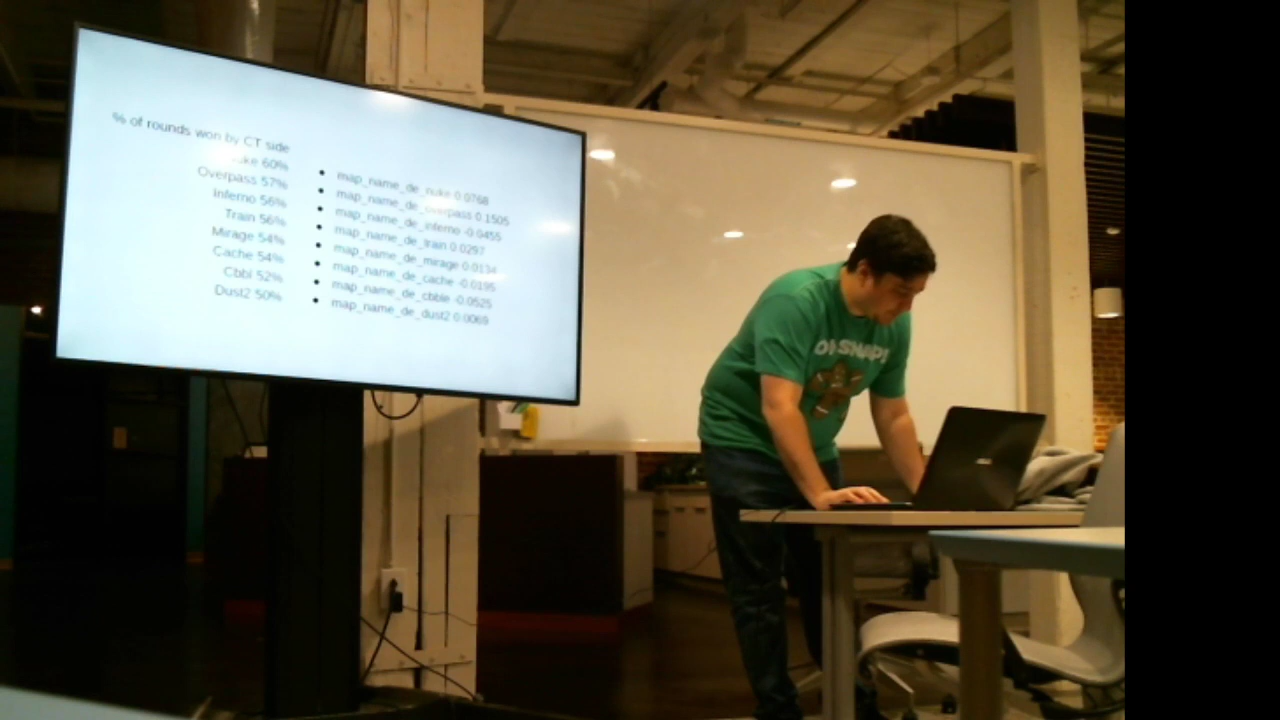 % of rounds won by CT side
Nuke 60%
Overpass 57%
Inferno 56%
Train 56%
Mirage 54%
Cache 54%
Cbbl 52%
Dust2 50%
• map_name_de_nuke 0.0768
• map_name_de_overpass 0.1505
• map_name_de_inferno -0.0455
• map_name_de_train 0.0297
• map_name_de_mirage 0.0134
• map_name_de_cache -0.0195
• map_name_de_cbble -0.0525
• map_name_de_dust2 0.0069
OH SNAP!